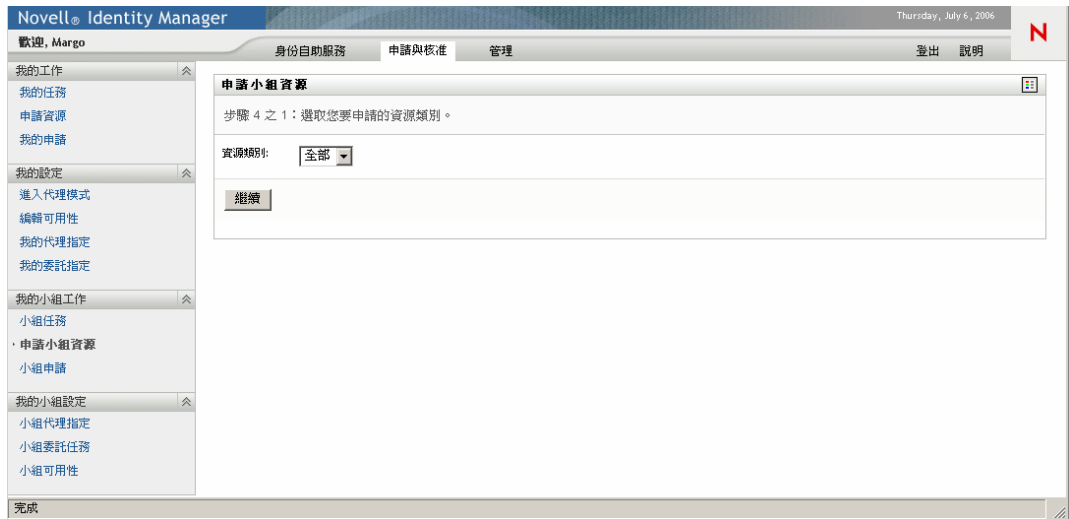 Novell® Identity Manager
Thursday, July 6, 2006
N
歡迎, Margo
身份自助服務 申請與核准 管理 登出 說明
我的工作
我的任務
申請資源
我的申請
我的設定
進入代理模式
編輯可用性
我的代理指定
我的委託指定
我的小組工作
小組任務
申請小組資源
小組申請
我的小組設定
小組代理指定
小組委託任務
小組可用性
申請小組資源
步驟 4 之 1：選取您要申請的資源類別。
資源類別: 全部
繼續
完成